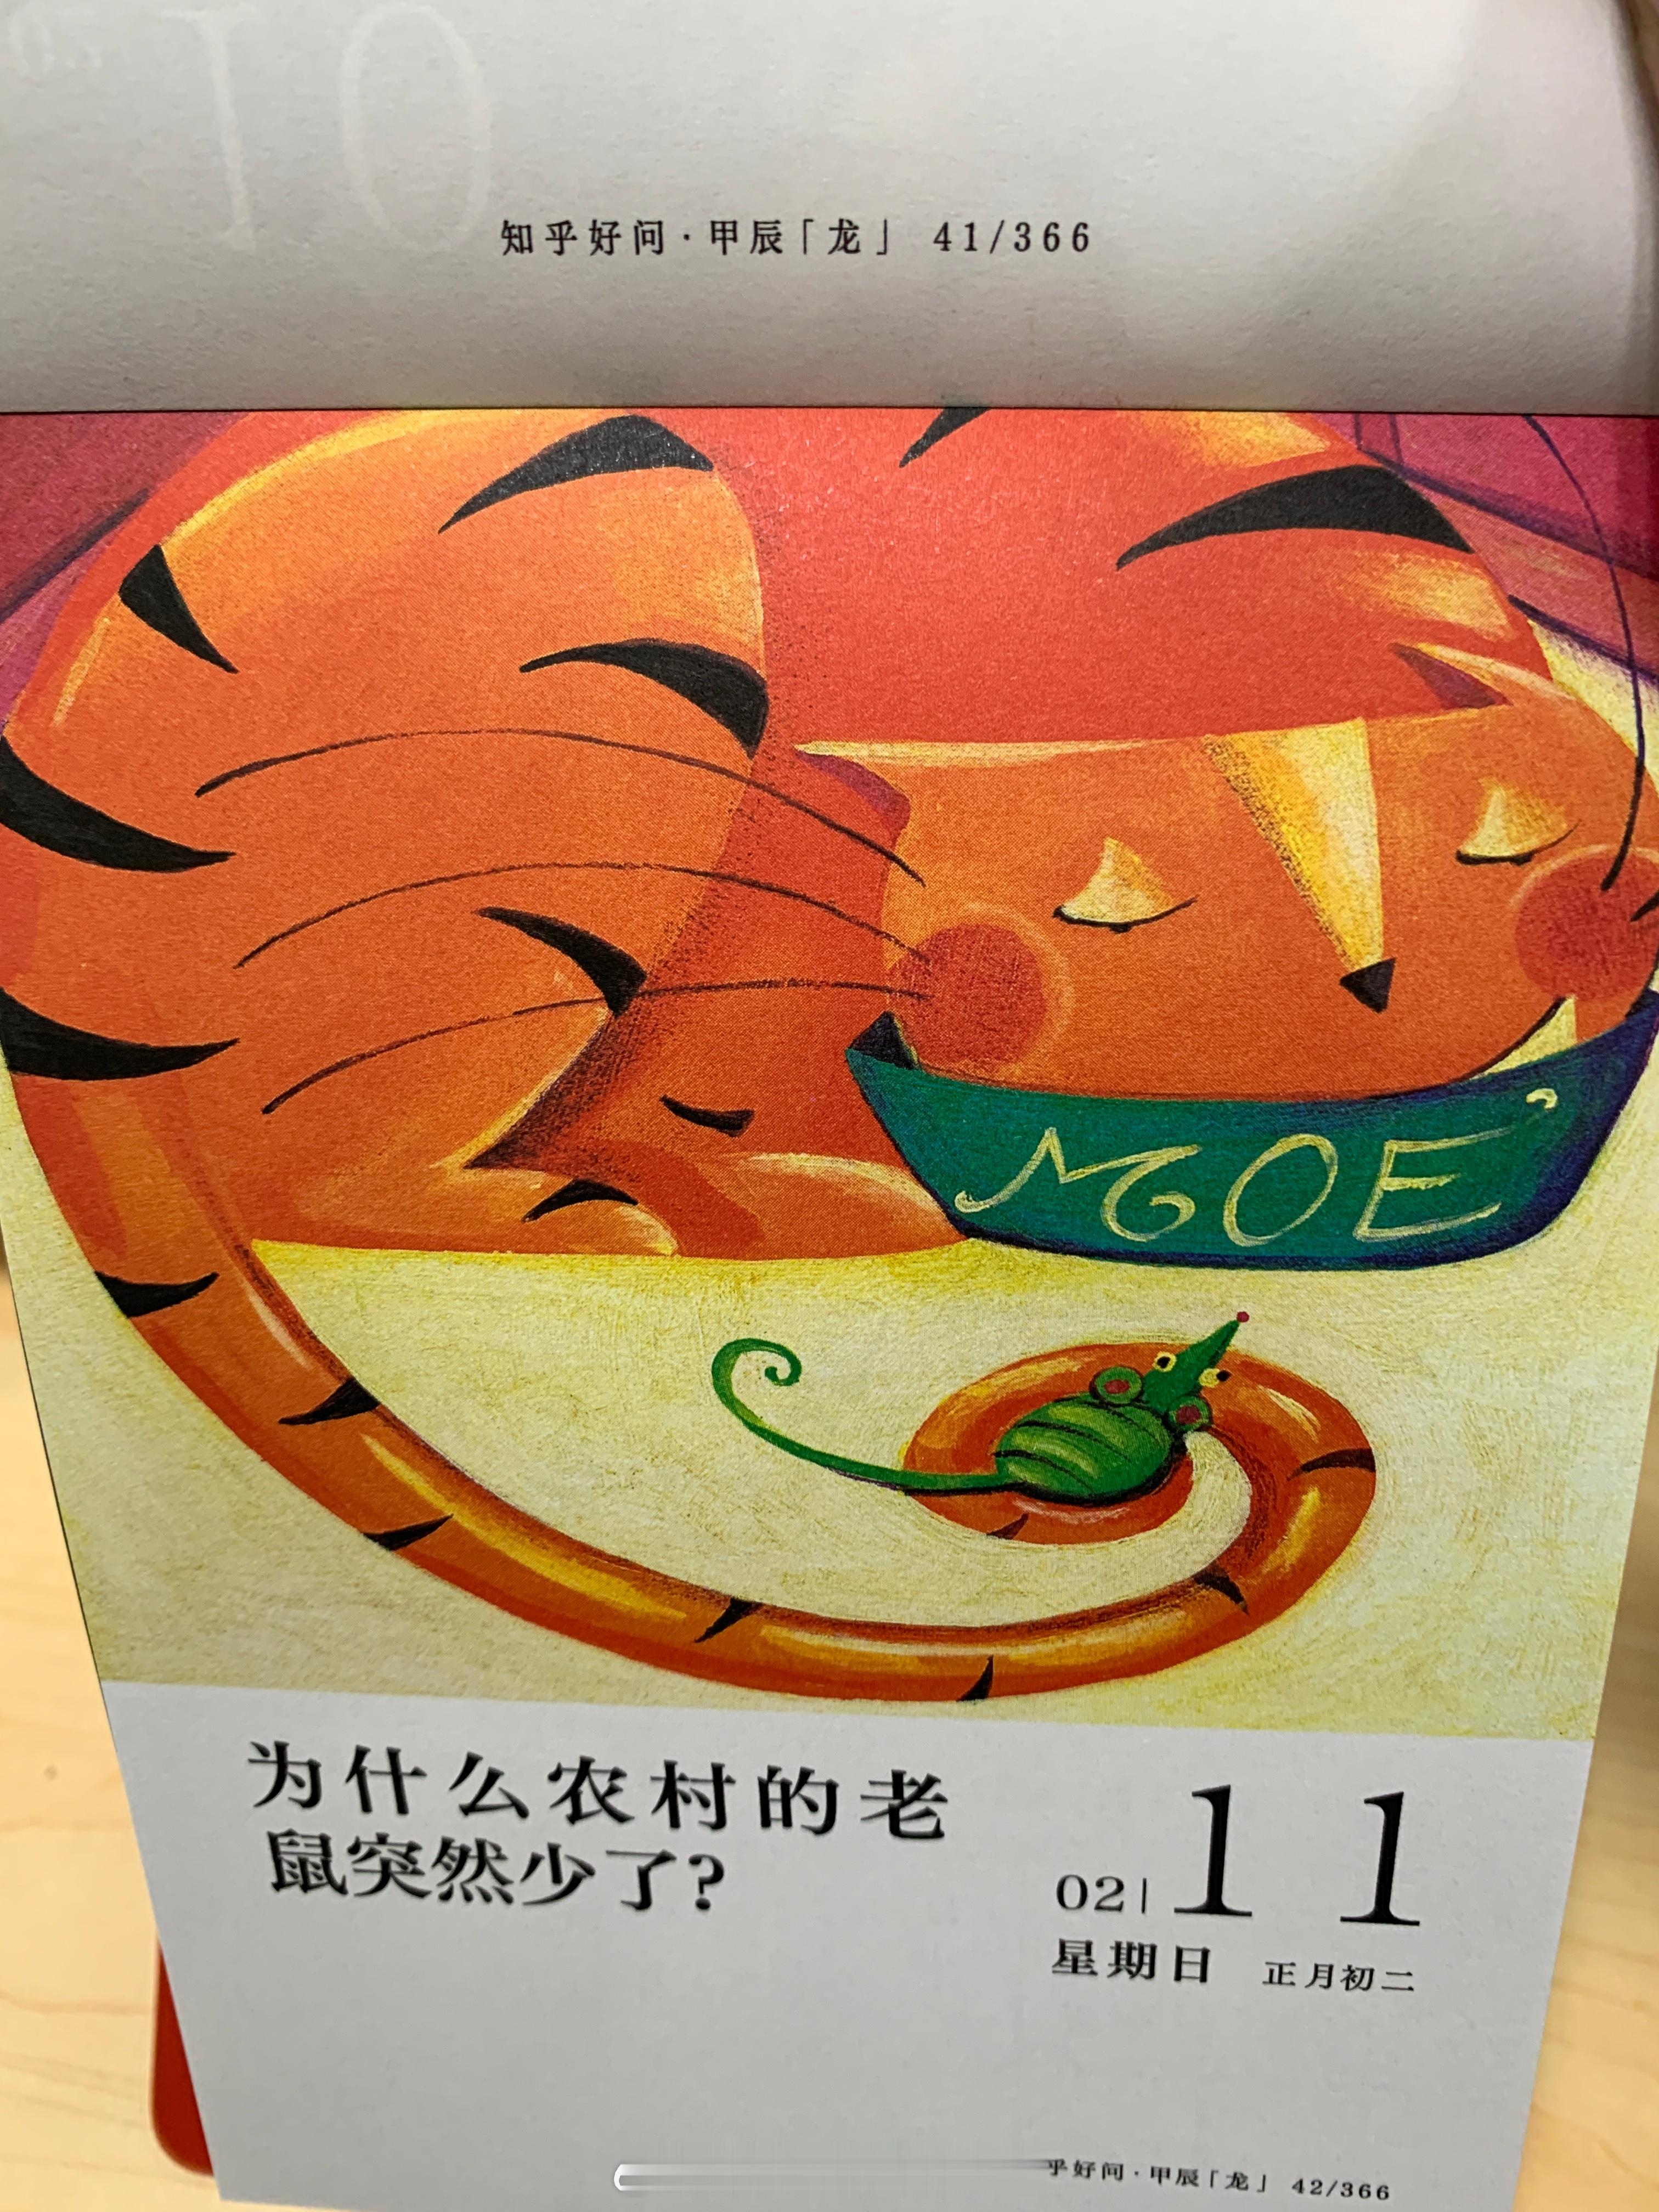 10
知乎好问·甲辰「龙」 41/366
MOE
为什么农村的老
鼠突然少了?
02| 11
星期日 正月初二
乎好问·甲辰「龙」 42/366